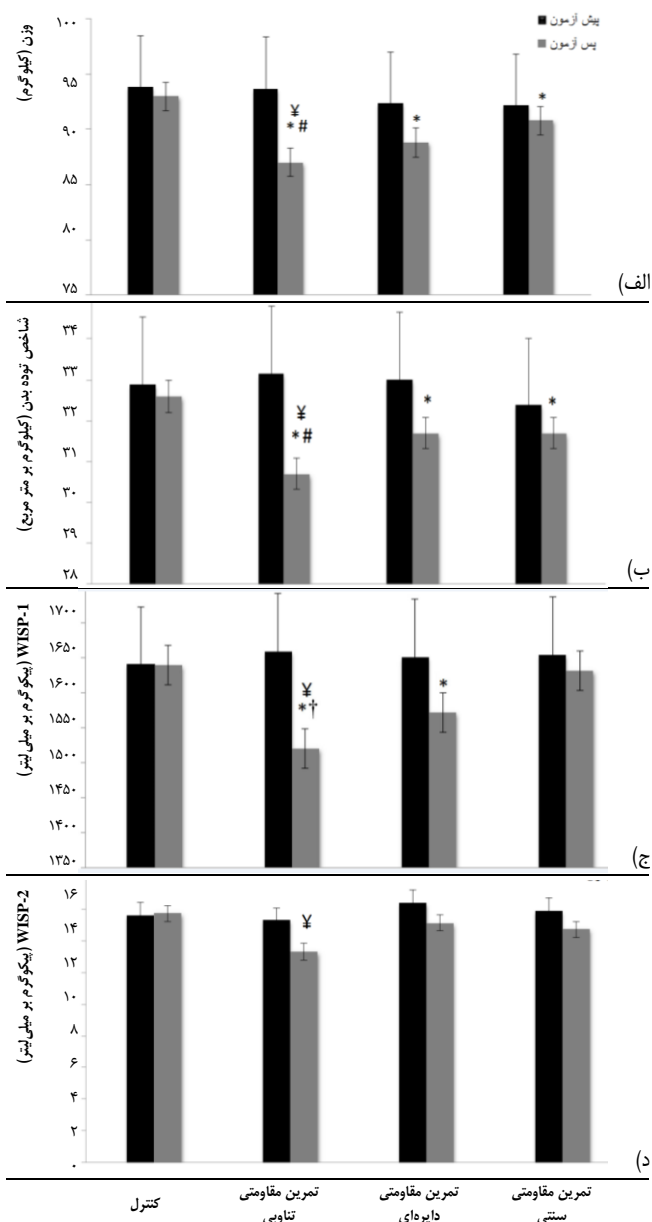 پیش آزمون
پس آزمون
وزن (کیلوگرم)
۱۰۰
۹۵
۹۰
۸۵
۸۰
۷۵
¥
* #
*
*
الف)
شاخص توده بدن (کیلوگرم بر متر مربع)
۳۴
۳۳
۳۲
۳۱
۳۰
۲۹
۲۸
¥
*#
*
*
ب)
WISP-1 (پیکوگرم بر میلی‌لیتر)
۱۷۰۰
۱۶۵۰
۱۶۰۰
۱۵۵۰
۱۵۰۰
۱۴۵۰
۱۴۰۰
۱۳۵۰
¥
*†
*
ج)
WISP-2 (پیکوگرم بر میلی‌لیتر)
۱۶
۱۴
۱۲
۱۰
۸
۶
۴
۲
۰
¥
د)
کنترل
تمرین مقاومتی
تناوبی
تمرین مقاومتی
دایره‌ای
تمرین مقاومتی
سنتی